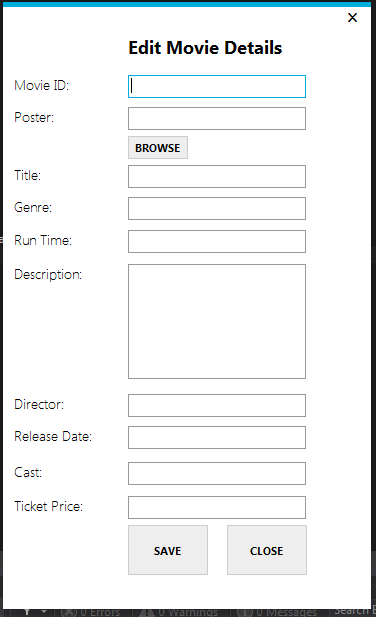 Edit Movie Details
Movie ID:
Poster:
BROWSE
Title:
Genre:
Run Time:
Description:
Director:
Release Date:
Cast:
Ticket Price:
SAVE CLOSE
0 Errors 0 Warnings 0 Messages Search E